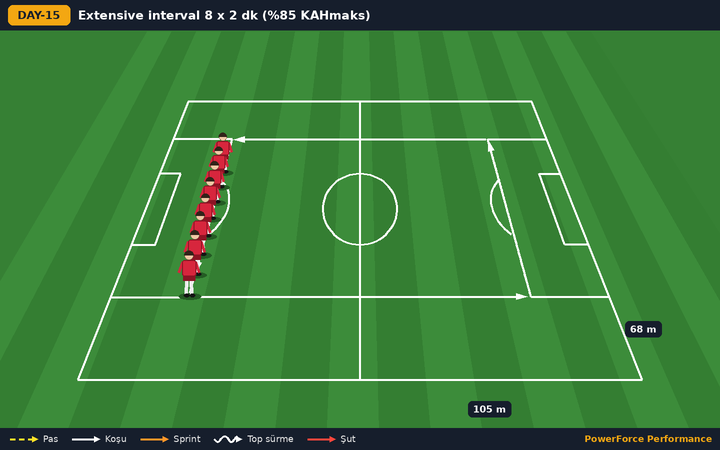 DAY-15 Extensive interval 8 x 2 dk (%85 KAHmaks)
68 m
105 m
Pas Koşu Sprint Top sürme Şut PowerForce Performance